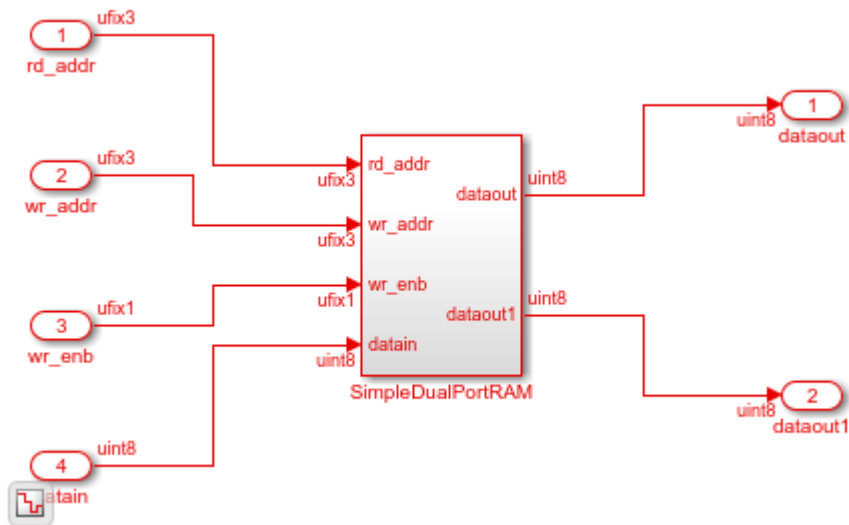 1
ufix3
rd_addr
2
ufix3
wr_addr
3
ufix1
wr_enb
4
uint8
atain
ufix3
rd_addr
ufix3
wr_addr
ufix1
wr_enb
uint8
datain
dataout
uint8
dataout1
uint8
SimpleDualPortRAM
uint8
1
dataout
uint8
2
dataout1